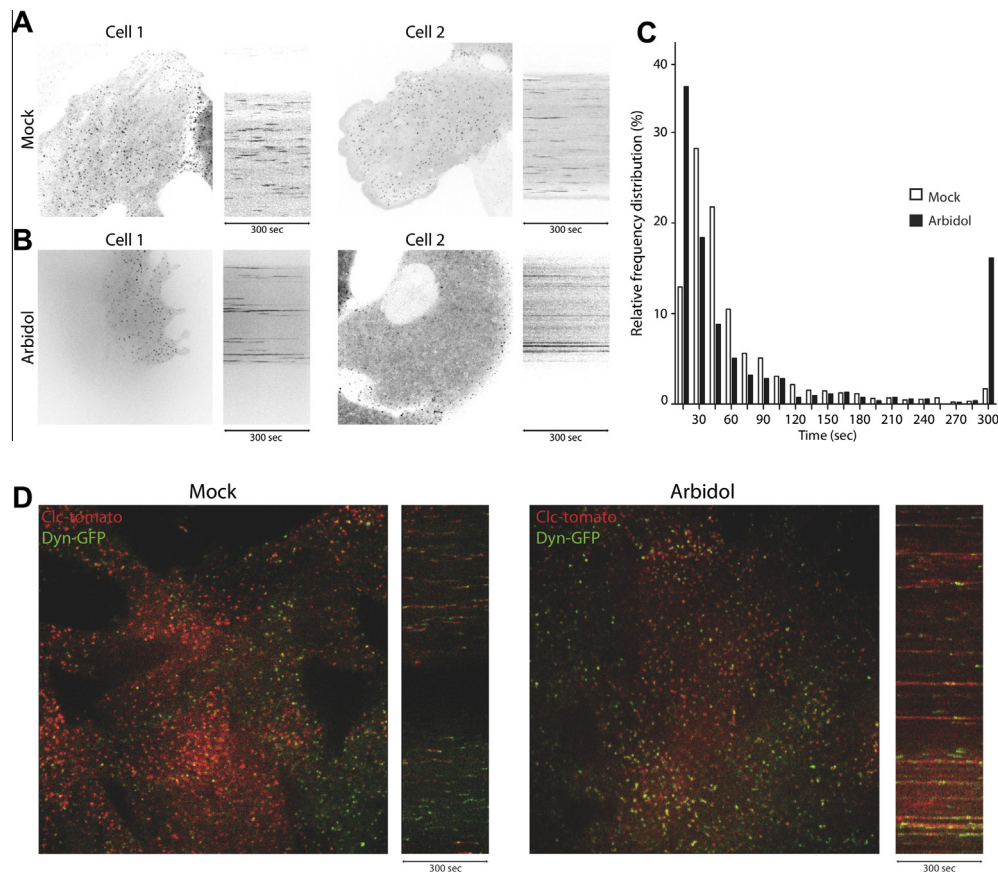 A
Cell 1
Cell 2
Mock
300 sec
300 sec
B
Cell 1
Cell 2
Arbidol
300 sec
300 sec
C
Relative frequency distribution (%)
40
30
20
10
0
Mock
Arbidol
30 60 90 120 150 180 210 240 270 300
Time (sec)
D
Mock
Arbidol
Clc-tomato
Dyn-GFP
Clc-tomato
Dyn-GFP
300 sec
300 sec